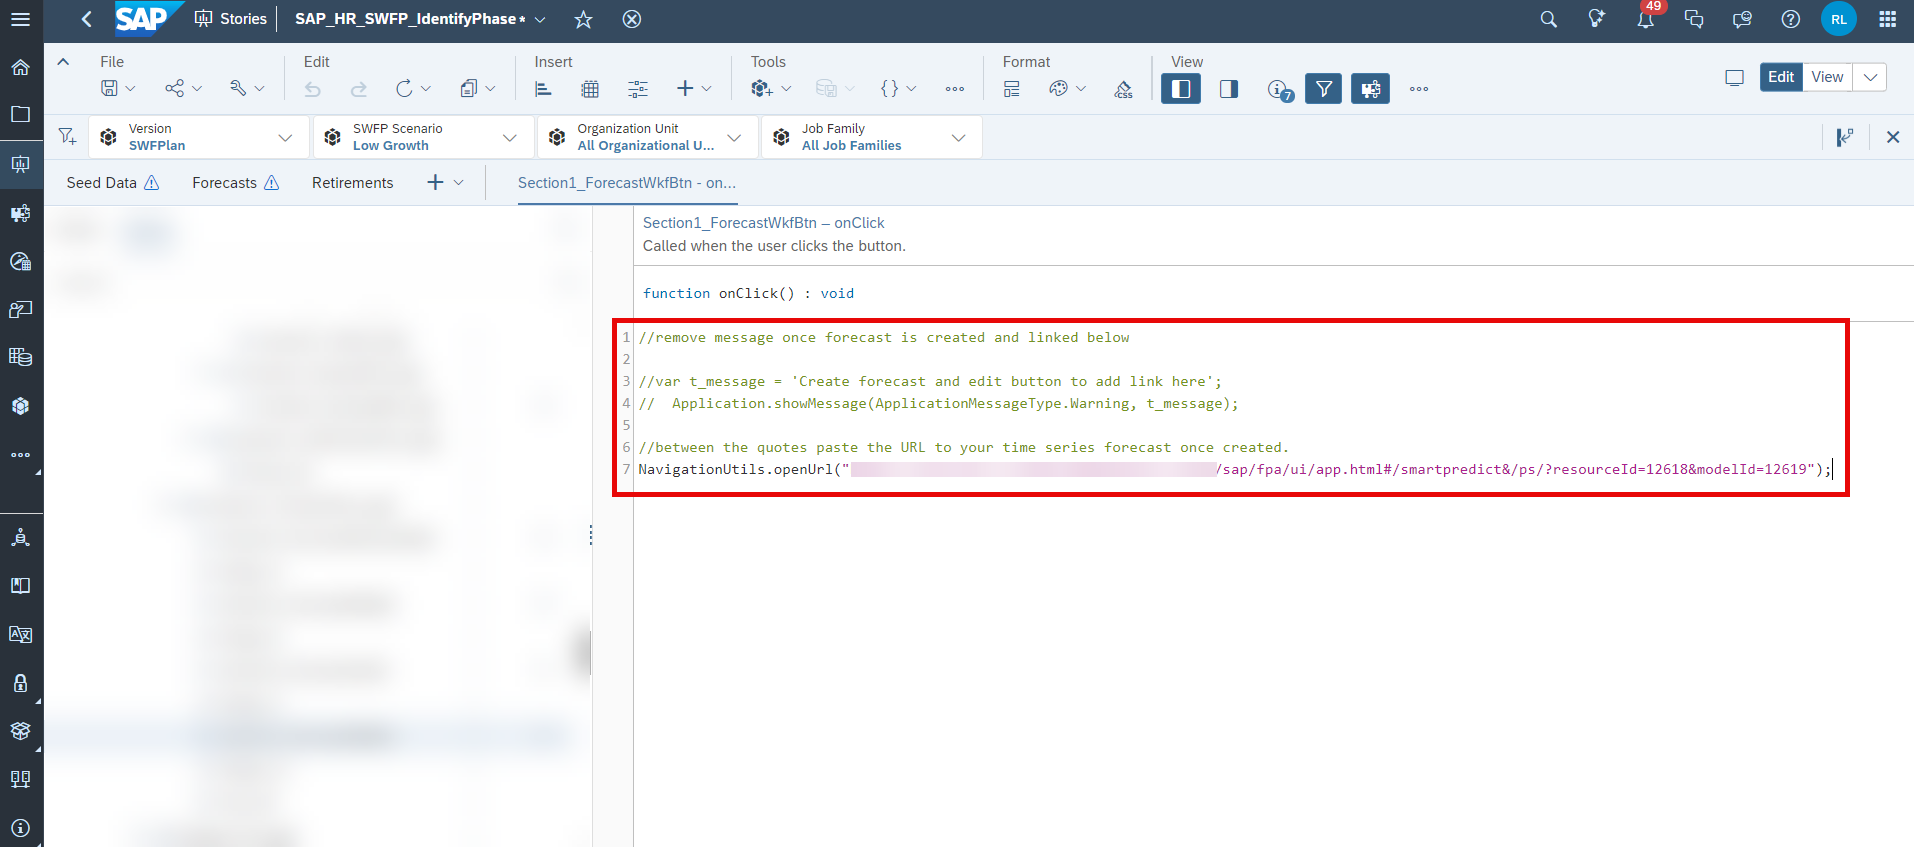 SAP Stories SAP_HR_SWFP_IdentifyPhase * 49 RL
File Edit Insert Tools Format View
CSS 7 Edit View
Version SWFP Scenario Organization Unit Job Family
SWFPlan Low Growth All Organizational U... All Job Families
Seed Data Forecasts Retirements Section1_ForecastWkfBtn - on...
Section1_ForecastWkfBtn – onClick
Called when the user clicks the button.
function onClick() : void
1 //remove message once forecast is created and linked below
2
3 //var t_message = 'Create forecast and edit button to add link here';
4 // Application.showMessage(ApplicationMessageType.Warning, t_message);
5
6 //between the quotes paste the URL to your time series forecast once created.
7 NavigationUtils.openUrl(" /sap/fpa/ui/app.html#/smartpredict&/ps/?resourceId=12618&modelId=12619");